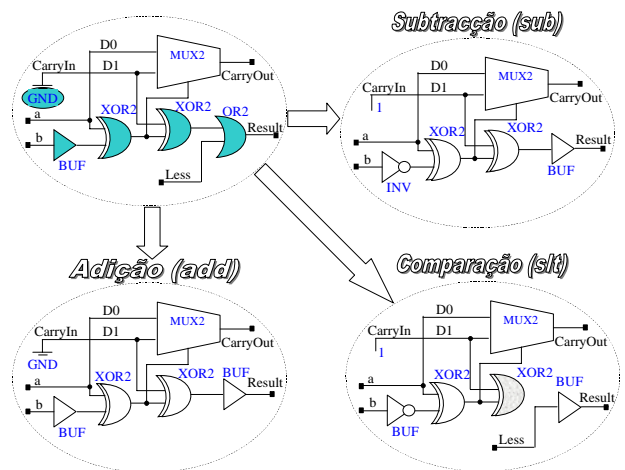 D0
MUX2
CarryIn
D1
CarryOut
GND
XOR2
XOR2
OR2
a
b
BUF
Result
Less
Subtracção (sub)
D0
MUX2
CarryIn
D1
CarryOut
1
XOR2
XOR2
a
b
INV
BUF
Result
Adição (add)
D0
MUX2
CarryIn
D1
CarryOut
GND
XOR2
XOR2
BUF
a
b
BUF
Result
Comparação (slt)
D0
MUX2
CarryIn
D1
CarryOut
1
XOR2
XOR2
BUF
a
b
BUF
Less
Result